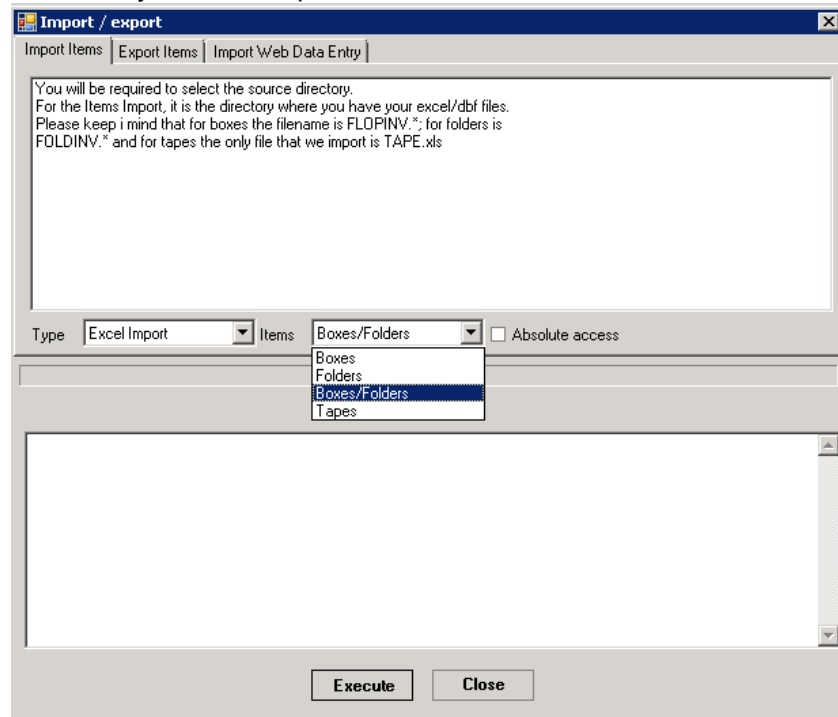 Import / export
Import Items Export Items Import Web Data Entry
You will be required to select the source directory.
For the Items Import, it is the directory where you have your excel/dbf files.
Please keep i mind that for boxes the filename is FLOPINV.*; for folders is
FOLDINV.* and for tapes the only file that we import is TAPE.xls
Type Excel Import Items Boxes/Folders Absolute access
Boxes
Folders
Boxes/Folders
Tapes
Execute Close